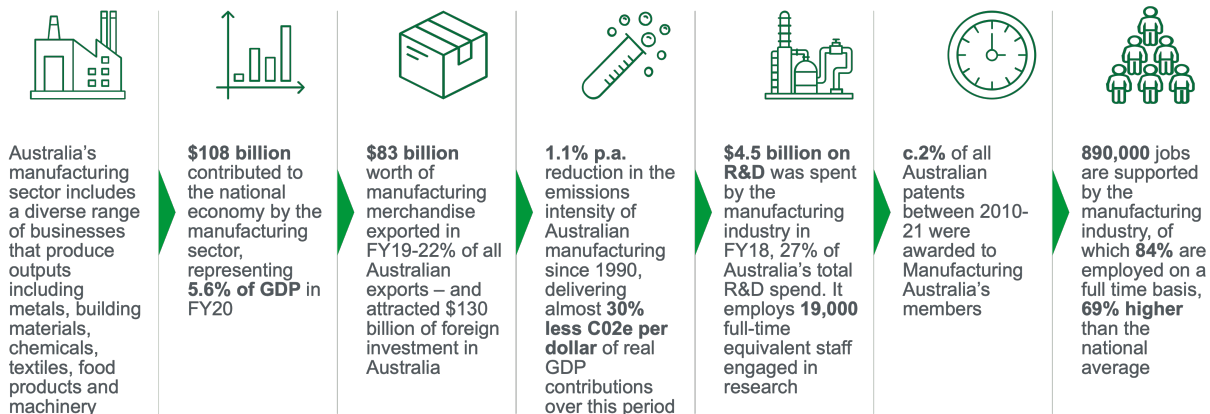 Australia's
manufacturing
sector includes
a diverse range
of businesses
that produce
outputs
including
metals, building
materials,
chemicals,
textiles, food
products and
machinery
$108 billion
contributed to
the national
economy by the
manufacturing
sector,
representing
5.6% of GDP in
FY20
$83 billion
worth of
manufacturing
merchandise
exported in
FY19-22% of all
Australian
exports – and
attracted $130
billion of foreign
investment in
Australia
1.1% p.a.
reduction in the
emissions
intensity of
Australian
manufacturing
since 1990,
delivering
almost 30%
less C02e per
dollar of real
GDP
contributions
over this period
$4.5 billion on
R&D was spent
by the
manufacturing
industry in
FY18, 27% of
Australia's total
R&D spend. It
employs 19,000
full-time
equivalent staff
engaged in
research
c.2% of all
Australian
patents
between 2010-
21 were
awarded to
Manufacturing
Australia's
members
890,000 jobs
are supported
by the
manufacturing
industry, of
which 84% are
employed on a
full time basis,
69% higher
than the
national
average